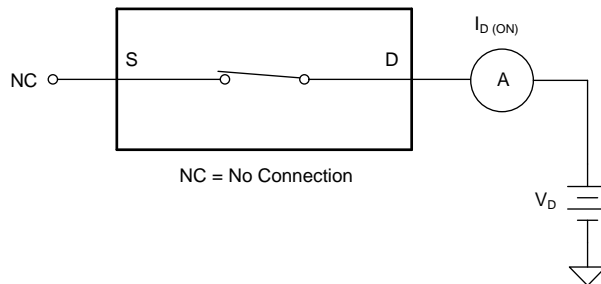 I_D (ON)
S
D
NC
A
NC = No Connection
V_D